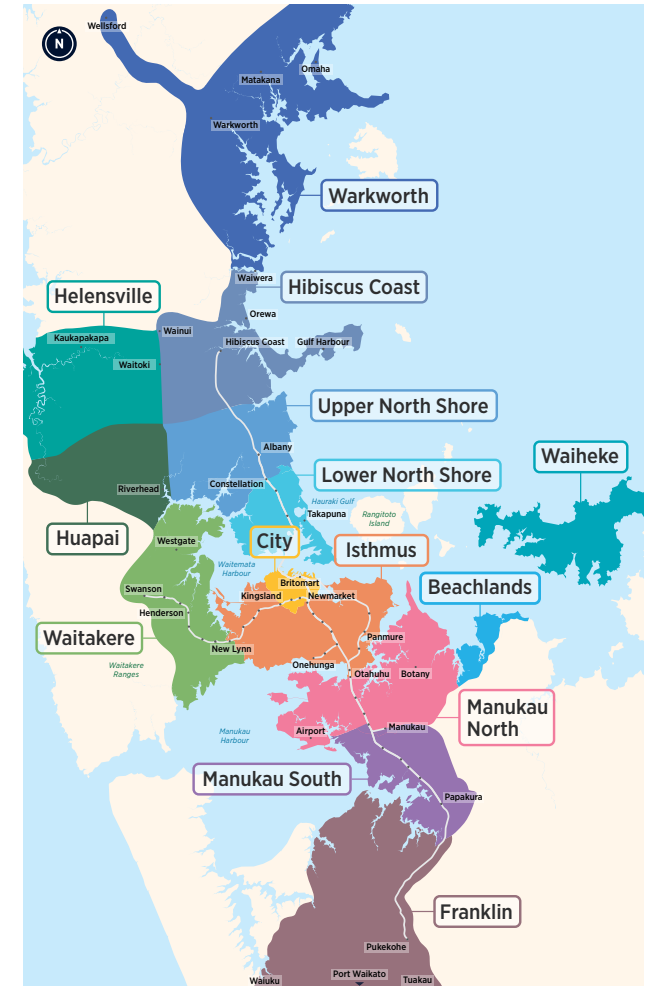 Wellsford
N
Omaha
Matakana
Warkworth
Warkworth
Waiwera
Hibiscus Coast
Helensville
Orewa
Wainui
Kaukapakapa
Hibiscus Coast
Gulf Harbour
Waitoki
Upper North Shore
Albany
Waiheke
Lower North Shore
Constellation
Riverhead
Hauraki Gulf
Takapuna
Rangitoto
Island
Huapai
Westgate
City
Isthmus
Waitemata
Harbour
Britomart
Beachlands
Swanson
Kingsland
Newmarket
Henderson
Waitakere
Panmure
New Lynn
Onehunga
Waitakere
Ranges
Otahuhu
Botany
Manukau
North
Manukau
Airport
Manukau
Harbour
Manukau South
Papakura
Franklin
Pukekohe
Port Waikato
Waiuku
Tuakau